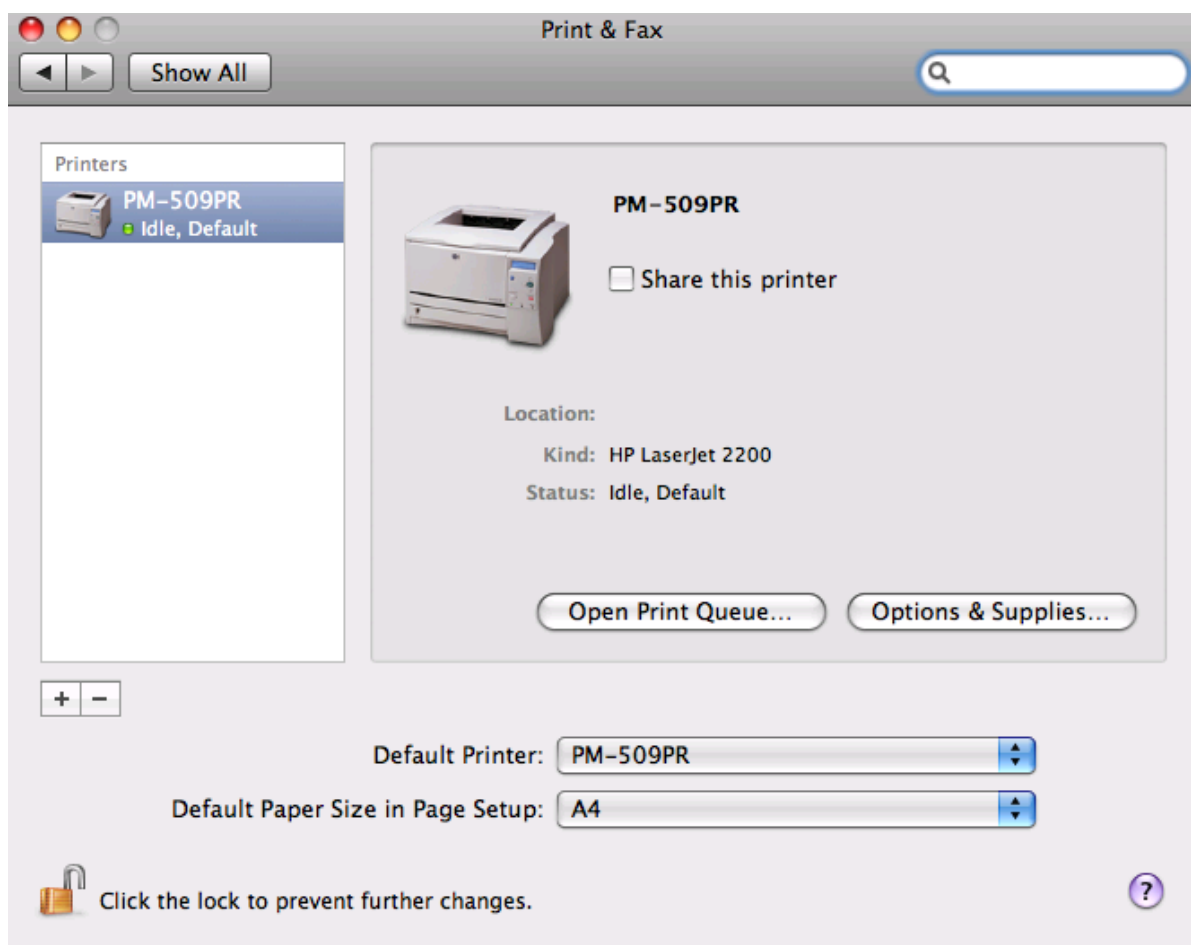 Print & Fax
Show All
Printers
PM-509PR
Idle, Default
PM-509PR
Share this printer
Location:
Kind: HP LaserJet 2200
Status: Idle, Default
Open Print Queue... Options & Supplies...
+ −
Default Printer: PM-509PR
Default Paper Size in Page Setup: A4
Click the lock to prevent further changes.
?